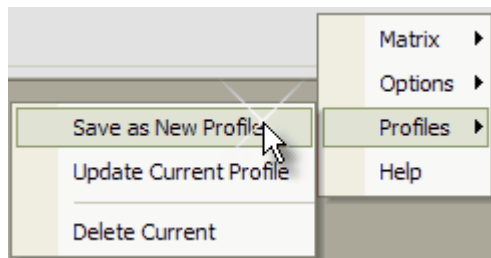 Matrix
Options
Profiles
Help
Save as New Profile
Update Current Profile
Delete Current